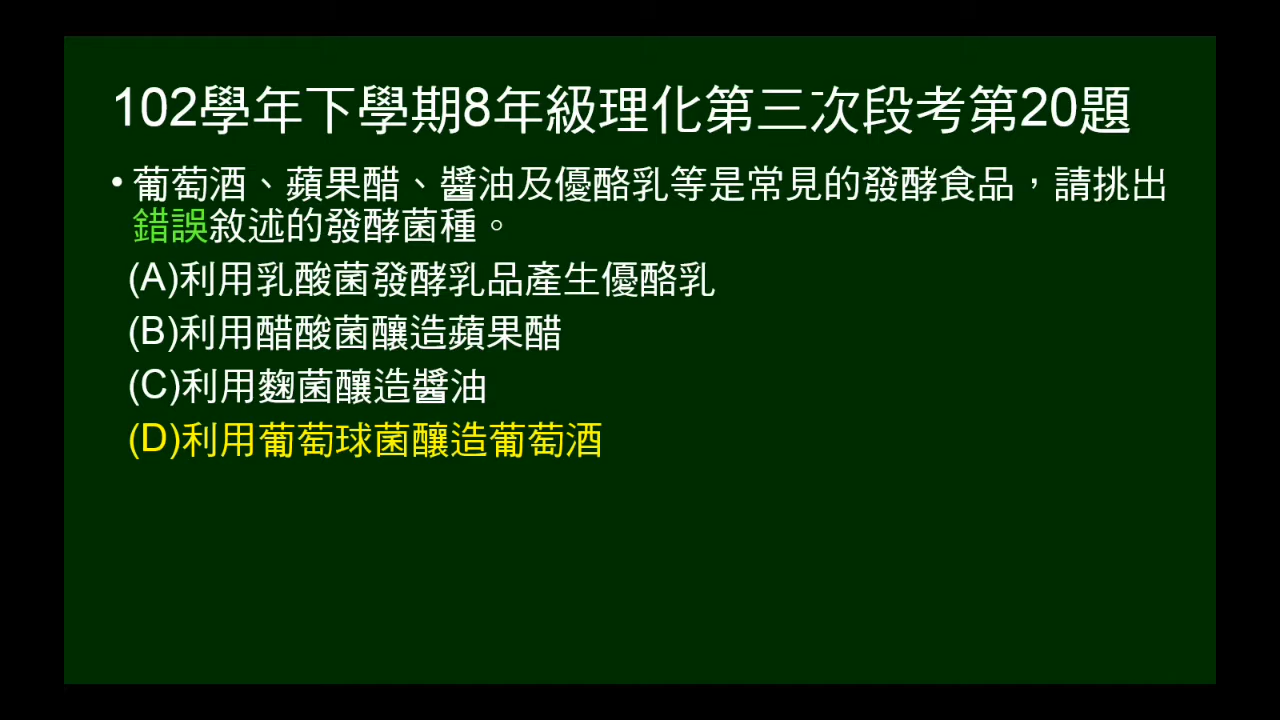 102學年下學期8年級理化第三次段考第20題
•葡萄酒、蘋果醋、醬油及優酪乳等是常見的發酵食品，請挑出
錯誤敘述的發酵菌種。
(A)利用乳酸菌發酵乳品產生優酪乳
(B)利用醋酸菌釀造蘋果醋
(C)利用麴菌釀造醬油
(D)利用葡萄球菌釀造葡萄酒